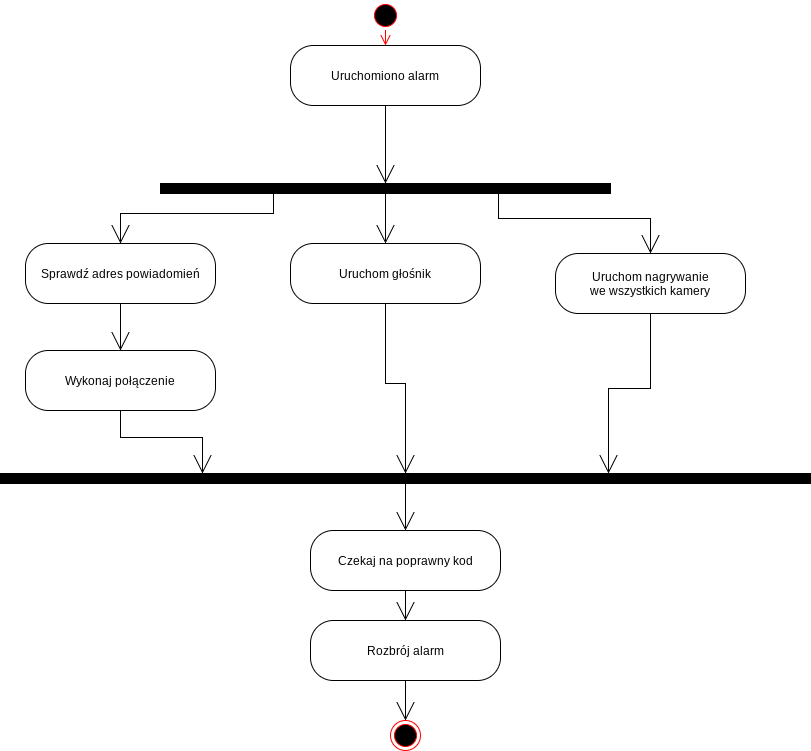 Uruchomiono alarm
Sprawdź adres powiadomień
Uruchom głośnik
Uruchom nagrywanie
we wszystkich kamery
Wykonaj połączenie
Czekaj na poprawny kod
Rozbrój alarm